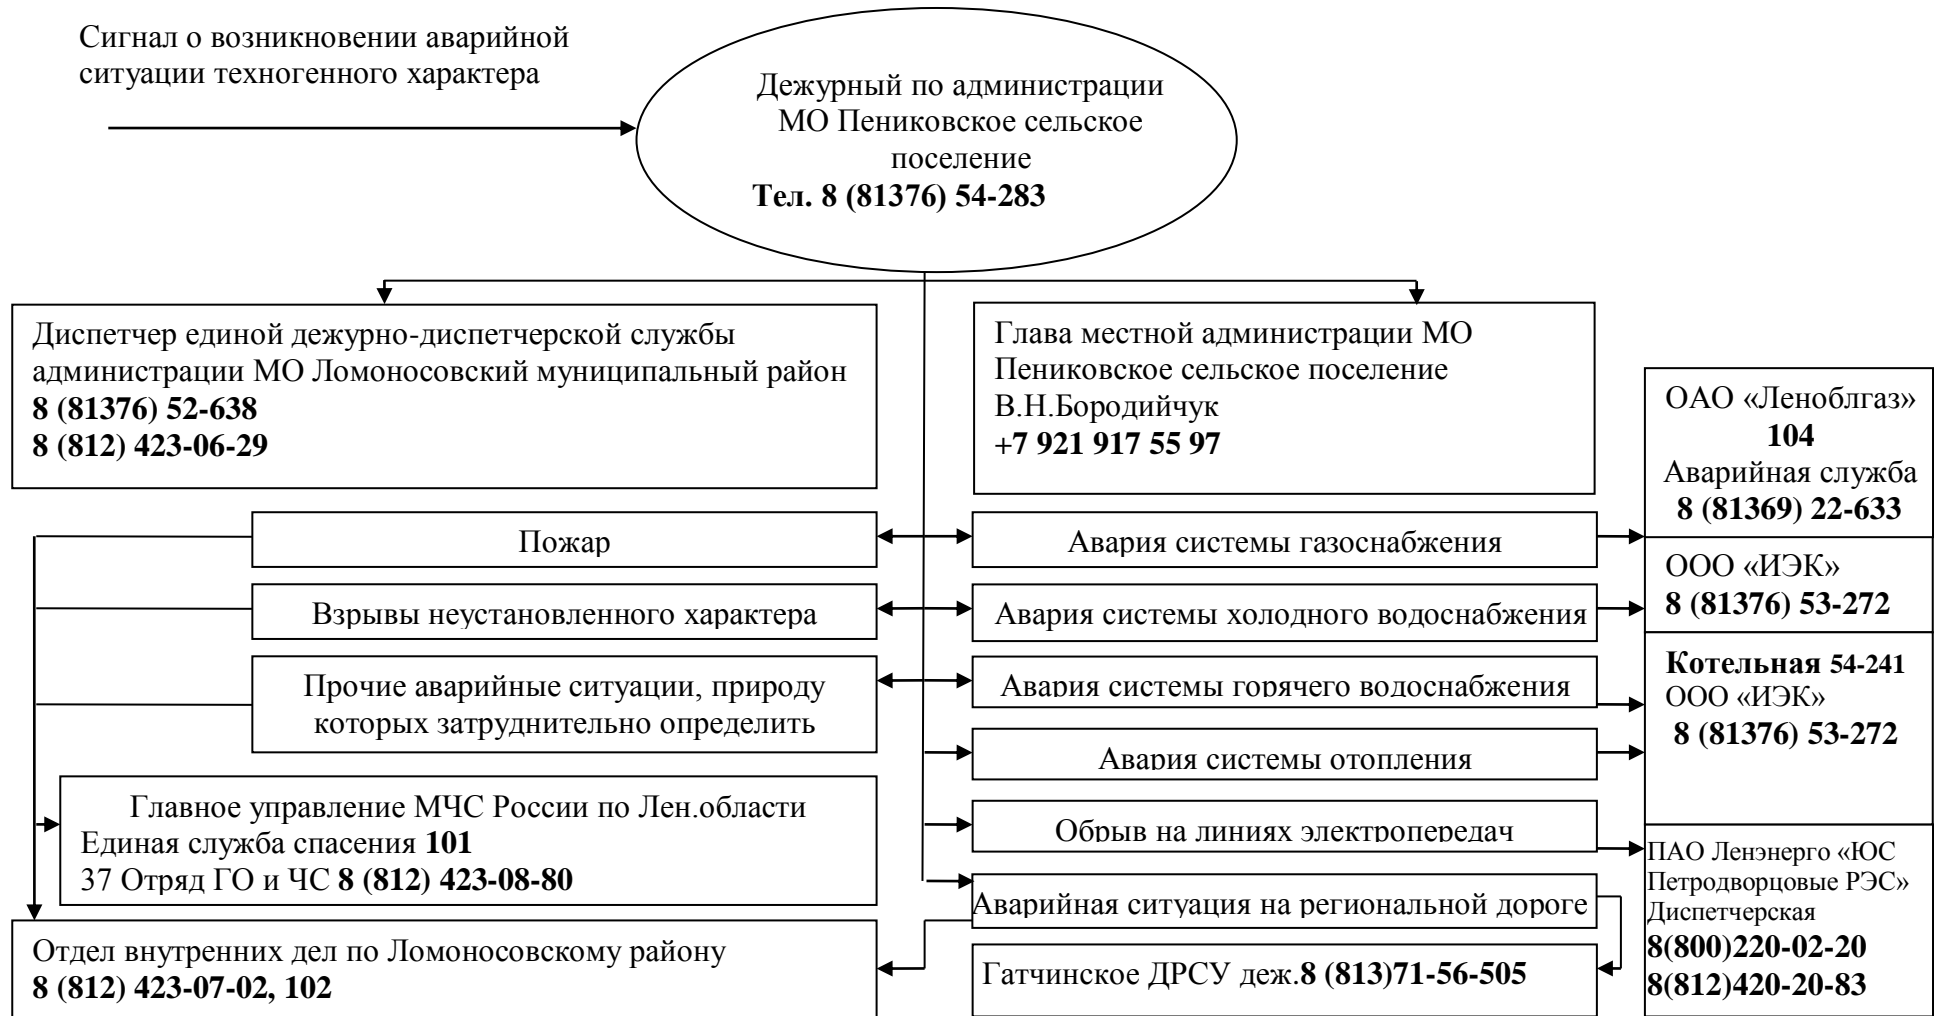 Сигнал о возникновении аварийной
ситуации техногенного характера
Дежурный по администрации
МО Пениковское сельское
поселение
Тел. 8 (81376) 54-283
Диспетчер единой дежурно-диспетчерской службы
администрации МО Ломоносовский муниципальный район
8 (81376) 52-638
8 (812) 423-06-29
Глава местной администрации МО
Пениковское сельское поселение
В.Н.Бородийчук
+7 921 917 55 97
ОАО «Леноблгаз»
104
Аварийная служба
8 (81369) 22-633
Пожар
Авария системы газоснабжения
ООО «ИЭК»
8 (81376) 53-272
Взрывы неустановленного характера
Авария системы холодного водоснабжения
Котельная 54-241
ООО «ИЭК»
8 (81376) 53-272
Прочие аварийные ситуации, природу
которых затруднительно определить
Авария системы горячего водоснабжения
Авария системы отопления
Главное управление МЧС России по Лен.области
Единая служба спасения 101
37 Отряд ГО и ЧС 8 (812) 423-08-80
Обрыв на линиях электропередач
ПАО Ленэнерго «ЮС
Петродворцовые РЭС»
Диспетчерская
8(800)220-02-20
8(812)420-20-83
Аварийная ситуация на региональной дороге
Отдел внутренних дел по Ломоносовскому району
8 (812) 423-07-02, 102
Гатчинское ДРСУ деж.8 (813)71-56-505